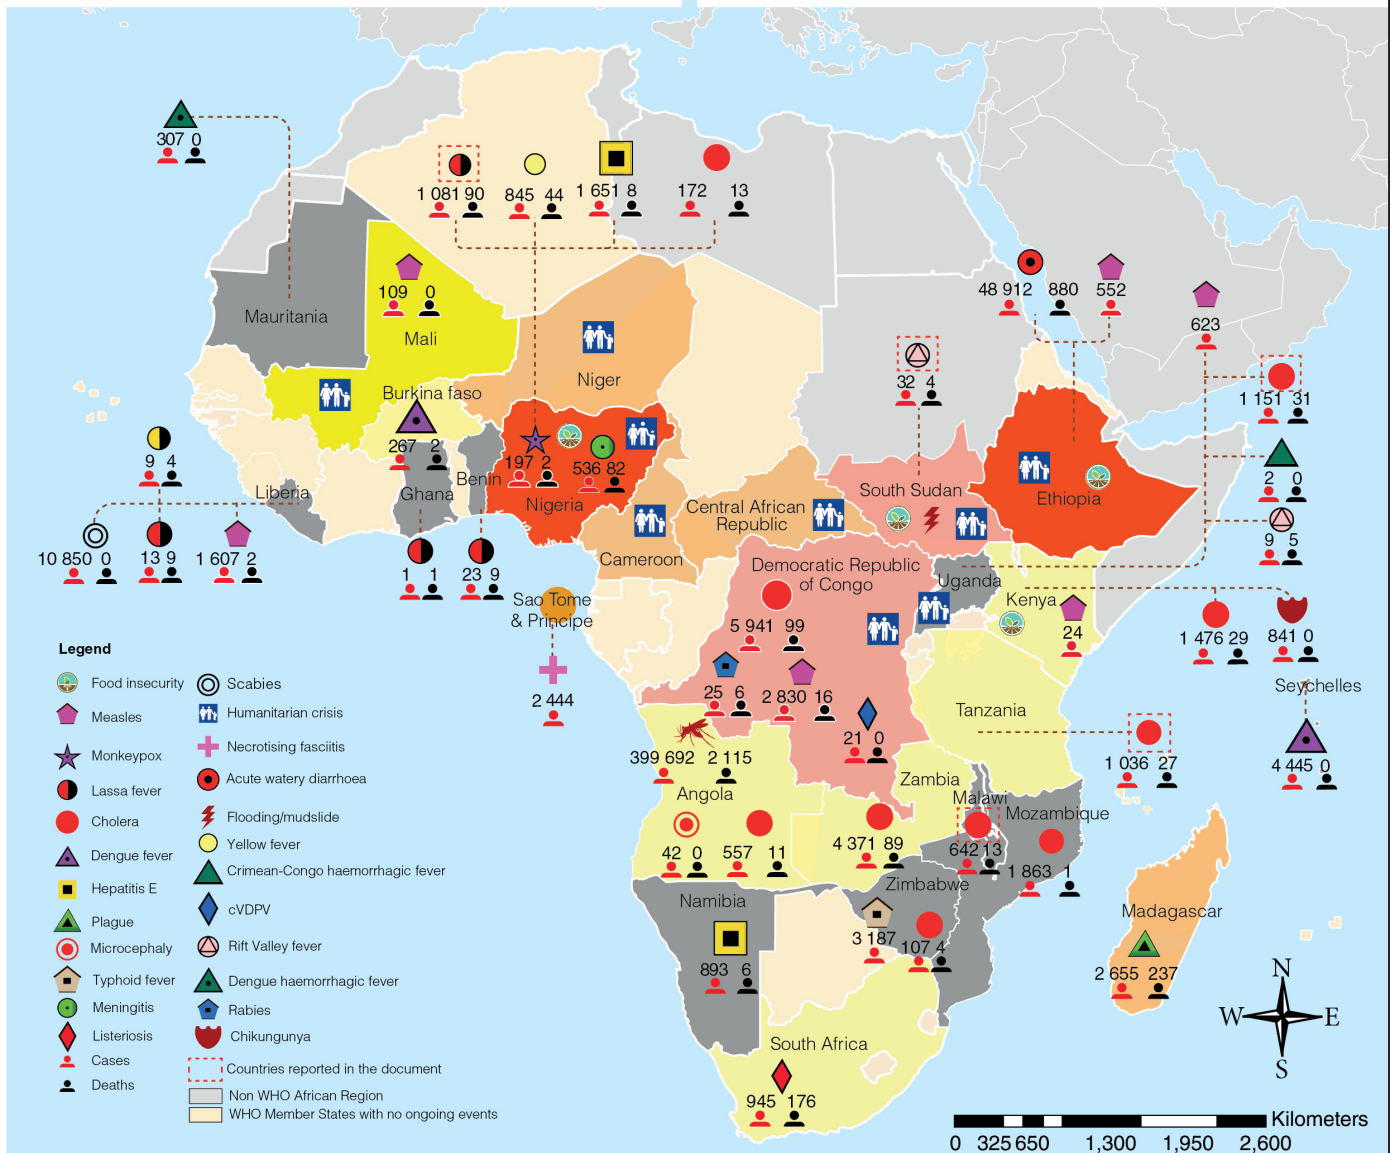 307 0
1 081 90
845 44
1 651 8
172 13
Mauritania
109 0
Mali
Niger
Burkina faso
267 2
197 2
536 82
Nigeria
Benin
Ghana
Liberia
9 4
10 850 0
13 9
1 607 2
1 1
23 9
Cameroon
Central African
Republic
32 4
South Sudan
48 912 880 552
623
Ethiopia
1 151 31
2 0
9 5
Uganda
Kenya
24
1 476 29
841 0
Democratic Republic
of Congo
5 941 99
25 6
2 830 16
21 0
Sao Tome
& Principe
2 444
Seychelles
4 445 0
Tanzania
1 036 27
399 692 2 115
Angola
42 0
557 11
Zambia
4 371 89
Malawi
642 13
Mozambique
1 863 1
Zimbabwe
3 187
107 4
Namibia
893 6
Madagascar
2 655 237
South Africa
945 176
Legend
Food insecurity
Measles
Monkeypox
Lassa fever
Cholera
Dengue fever
Hepatitis E
Plague
Microcephaly
Typhoid fever
Meningitis
Listeriosis
Cases
Deaths
Scabies
Humanitarian crisis
Necrotising fasciitis
Acute watery diarrhoea
Flooding/mudslide
Yellow fever
Crimean-Congo haemorrhagic fever
cVDPV
Rift Valley fever
Dengue haemorrhagic fever
Rabies
Chikungunya
Countries reported in the document
Non WHO African Region
WHO Member States with no ongoing events
N
W E
S
Kilometers
0 325 650 1,300 1,950 2,600